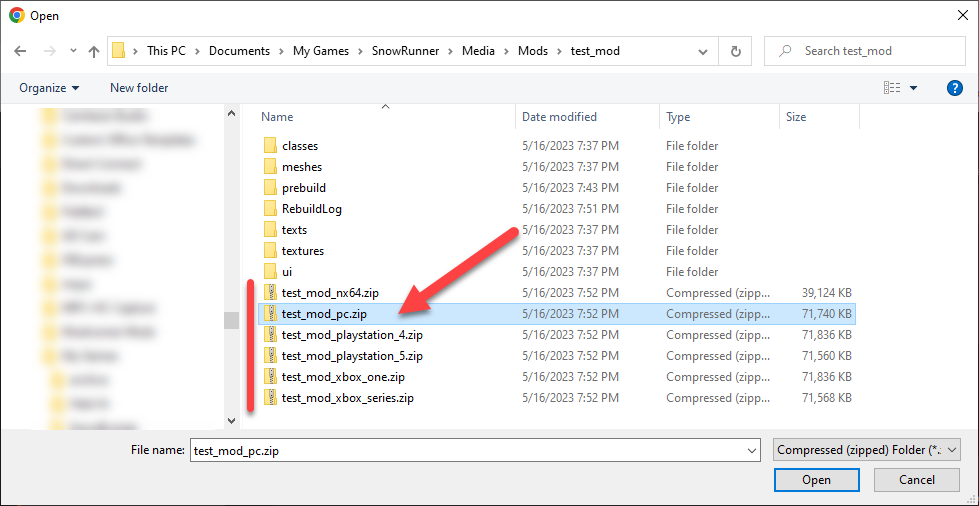 Open
This PC > Documents > My Games > SnowRunner > Media > Mods > test_mod
Search test_mod
Organize
New folder
Name
Date modified
Type
Size
classes 5/16/2023 7:37 PM File folder
meshes 5/16/2023 7:37 PM File folder
prebuild 5/16/2023 7:43 PM File folder
RebuildLog 5/16/2023 7:51 PM File folder
texts 5/16/2023 7:37 PM File folder
textures 5/16/2023 7:37 PM File folder
ui 5/16/2023 7:37 PM File folder
test_mod_nx64.zip 5/16/2023 7:52 PM Compressed (zipp... 39,124 KB
test_mod_pc.zip 5/16/2023 7:52 PM Compressed (zipp... 71,740 KB
test_mod_playstation_4.zip 5/16/2023 7:52 PM Compressed (zipp... 71,836 KB
test_mod_playstation_5.zip 5/16/2023 7:52 PM Compressed (zipp... 71,560 KB
test_mod_xbox_one.zip 5/16/2023 7:52 PM Compressed (zipp... 71,836 KB
test_mod_xbox_series.zip 5/16/2023 7:52 PM Compressed (zipp... 71,568 KB
File name: test_mod_pc.zip
Compressed (zipped) Folder (*.z
Open
Cancel